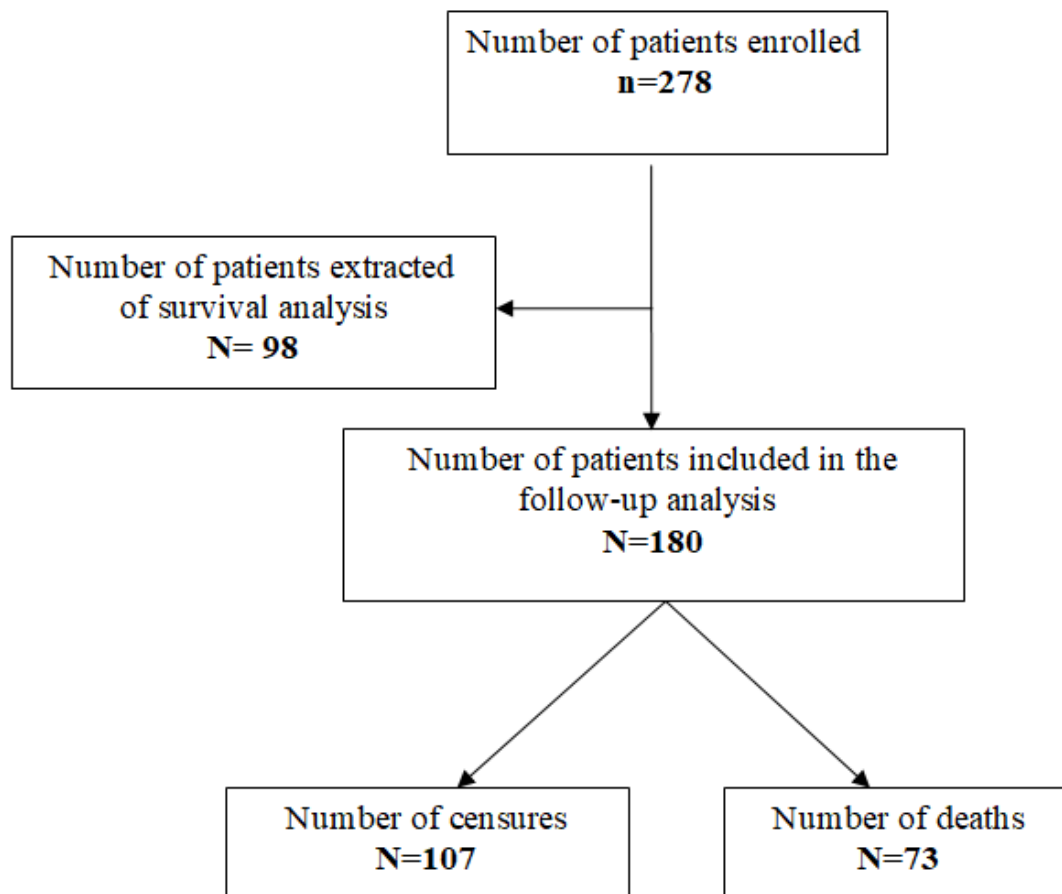 Number of patients enrolled
n=278
Number of patients extracted
of survival analysis
N= 98
Number of patients included in the
follow-up analysis
N=180
Number of censures
N=107
Number of deaths
N=73